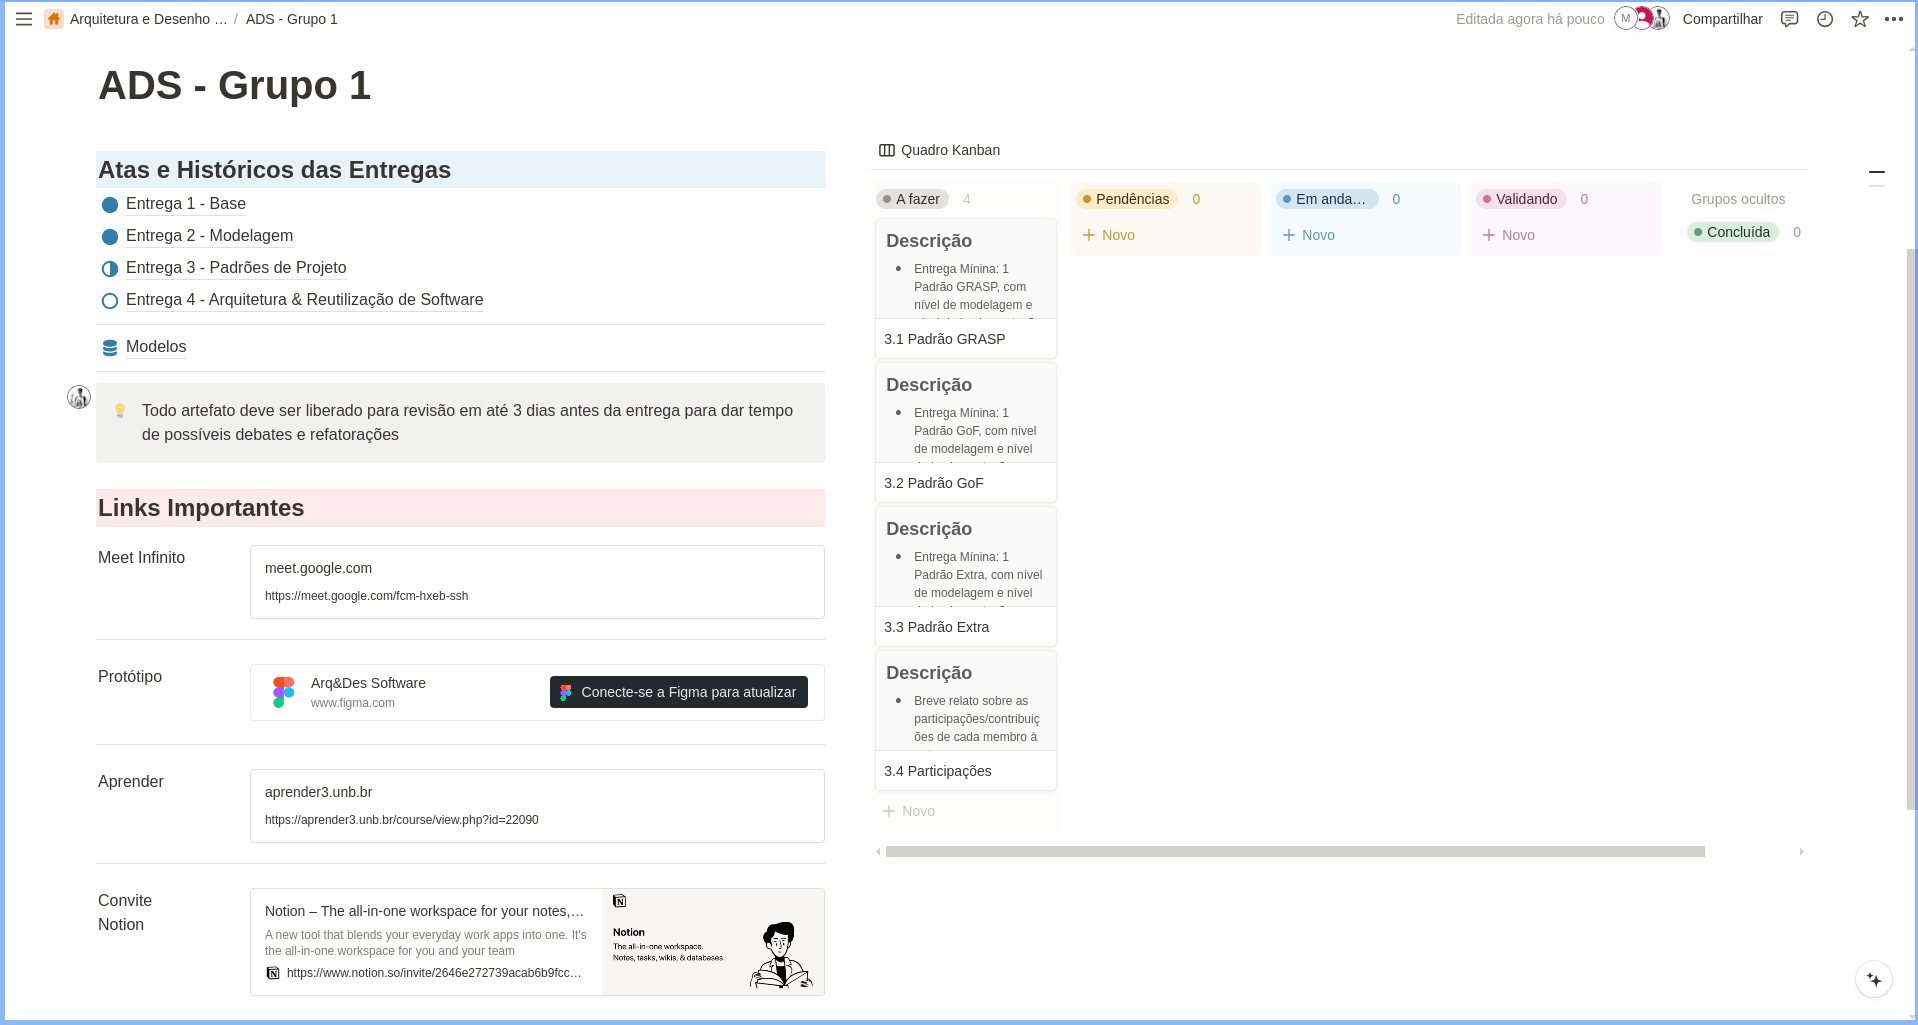 Arquitetura e Desenho … / ADS - Grupo 1
Editada agora há pouco
M
Compartilhar
ADS - Grupo 1
Atas e Históricos das Entregas
Entrega 1 - Base
Entrega 2 - Modelagem
Entrega 3 - Padrões de Projeto
Entrega 4 - Arquitetura & Reutilização de Software
Modelos
Todo artefato deve ser liberado para revisão em até 3 dias antes da entrega para dar tempo
de possíveis debates e refatorações
Links Importantes
Meet Infinito
meet.google.com
https://meet.google.com/fcm-hxeb-ssh
Protótipo
Arq&Des Software
www.figma.com
Conecte-se a Figma para atualizar
Aprender
aprender3.unb.br
https://aprender3.unb.br/course/view.php?id=22090
Convite
Notion
Notion – The all-in-one workspace for your notes,…
A new tool that blends your everyday work apps into one. It's
the all-in-one workspace for you and your team
https://www.notion.so/invite/2646e272739acab6b9fcc…
Notion
The all-in-one workspace.
Notes, tasks, wikis, & databases.
Quadro Kanban
A fazer 4
Descrição
Entrega Mínina: 1
Padrão GRASP, com
nível de modelagem e
3.1 Padrão GRASP
Descrição
Entrega Mínina: 1
Padrão GoF, com nível
de modelagem e nível
3.2 Padrão GoF
Descrição
Entrega Mínina: 1
Padrão Extra, com nível
de modelagem e nível
3.3 Padrão Extra
Descrição
Breve relato sobre as
participações/contribuiç
ões de cada membro à
3.4 Participações
Novo
Pendências 0
Novo
Em anda… 0
Novo
Validando 0
Novo
Grupos ocultos
Concluída 0